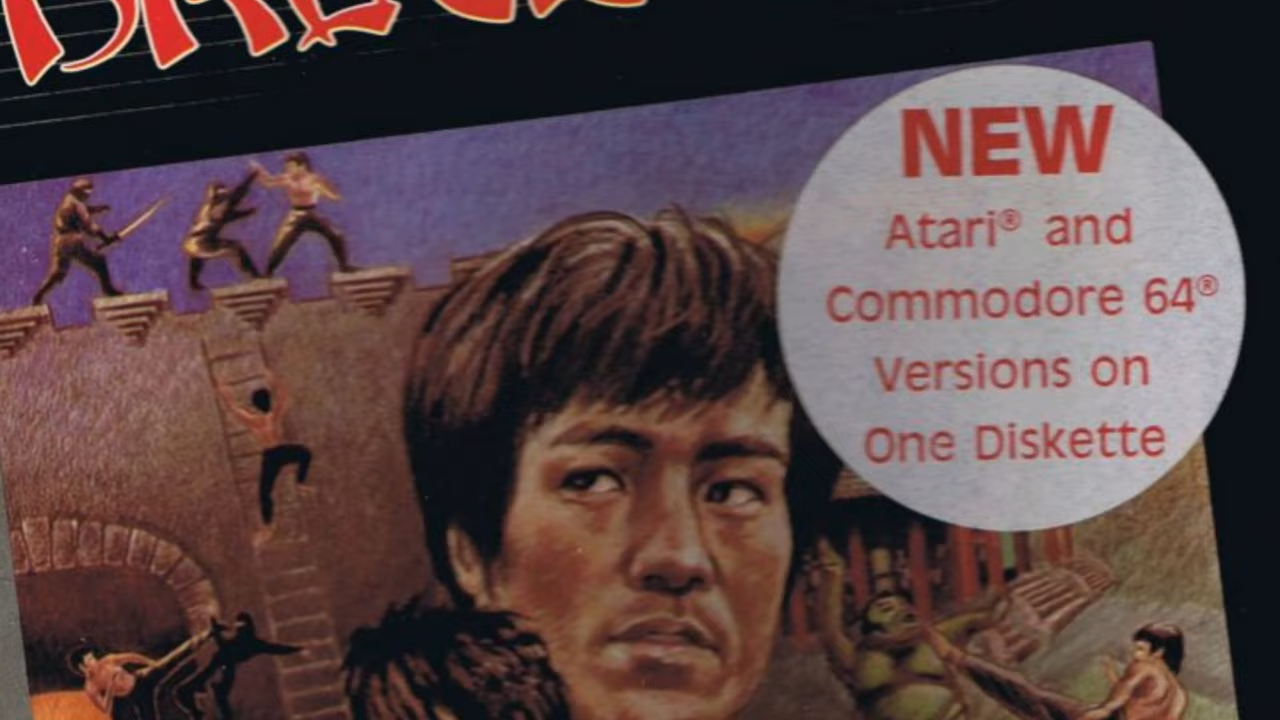 NEW
Atari® and
Commodore 64®
Versions on
One Diskette